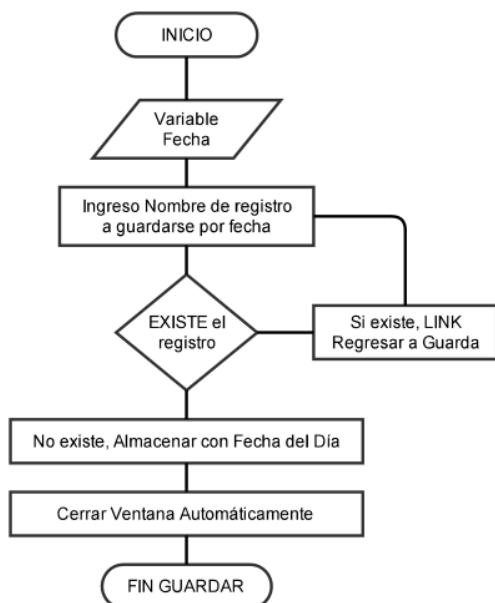 INICIO
Variable
Fecha
Ingreso Nombre de registro
a guardarse por fecha
EXISTE el
registro
Si existe, LINK
Regresar a Guarda
No existe, Almacenar con Fecha del Día
Cerrar Ventana Automáticamente
FIN GUARDAR